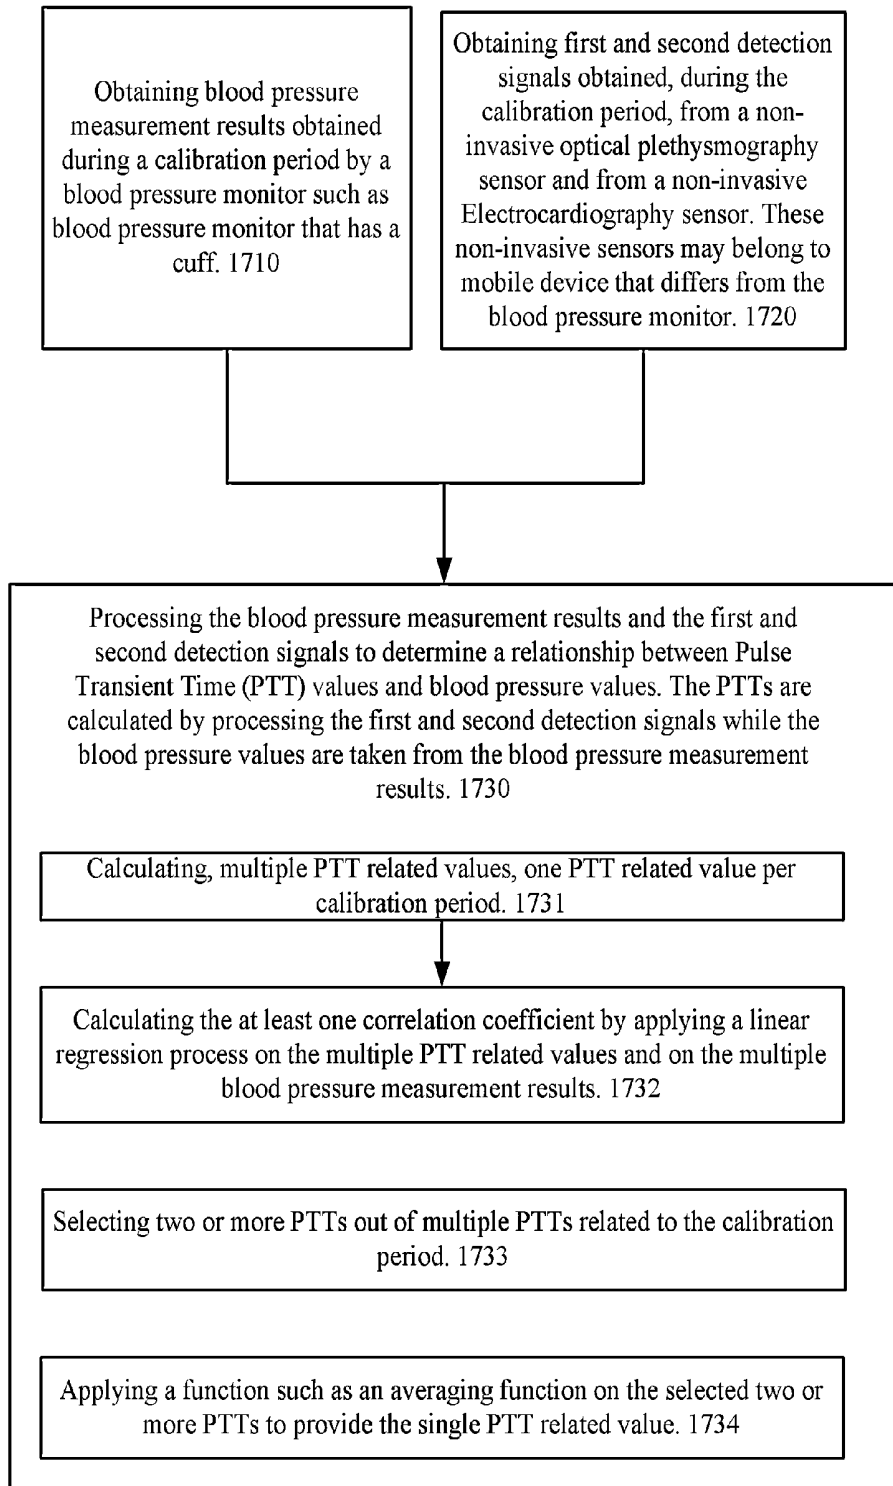 Obtaining blood pressure
measurement results obtained
during a calibration period by a
blood pressure monitor such as
blood pressure monitor that has a
cuff. 1710
Obtaining first and second detection
signals obtained, during the
calibration period, from a non-
invasive optical plethysmography
sensor and from a non-invasive
Electrocardiography sensor. These
non-invasive sensors may belong to
mobile device that differs from the
blood pressure monitor. 1720
Processing the blood pressure measurement results and the first and
second detection signals to determine a relationship between Pulse
Transient Time (PTT) values and blood pressure values. The PTTs are
calculated by processing the first and second detection signals while the
blood pressure values are taken from the blood pressure measurement
results. 1730
Calculating, multiple PTT related values, one PTT related value per
calibration period. 1731
Calculating the at least one correlation coefficient by applying a linear
regression process on the multiple PTT related values and on the multiple
blood pressure measurement results. 1732
Selecting two or more PTTs out of multiple PTTs related to the calibration
period. 1733
Applying a function such as an averaging function on the selected two or
more PTTs to provide the single PTT related value. 1734